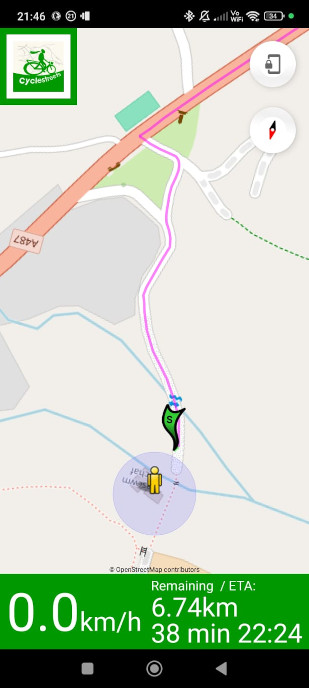 21:46
21
Vo
WiFi
34
Cyclestreets
A487
S
© OpenStreetMap contributors
0.0km/h
Remaining / ETA:
6.74km
38 min 22:24